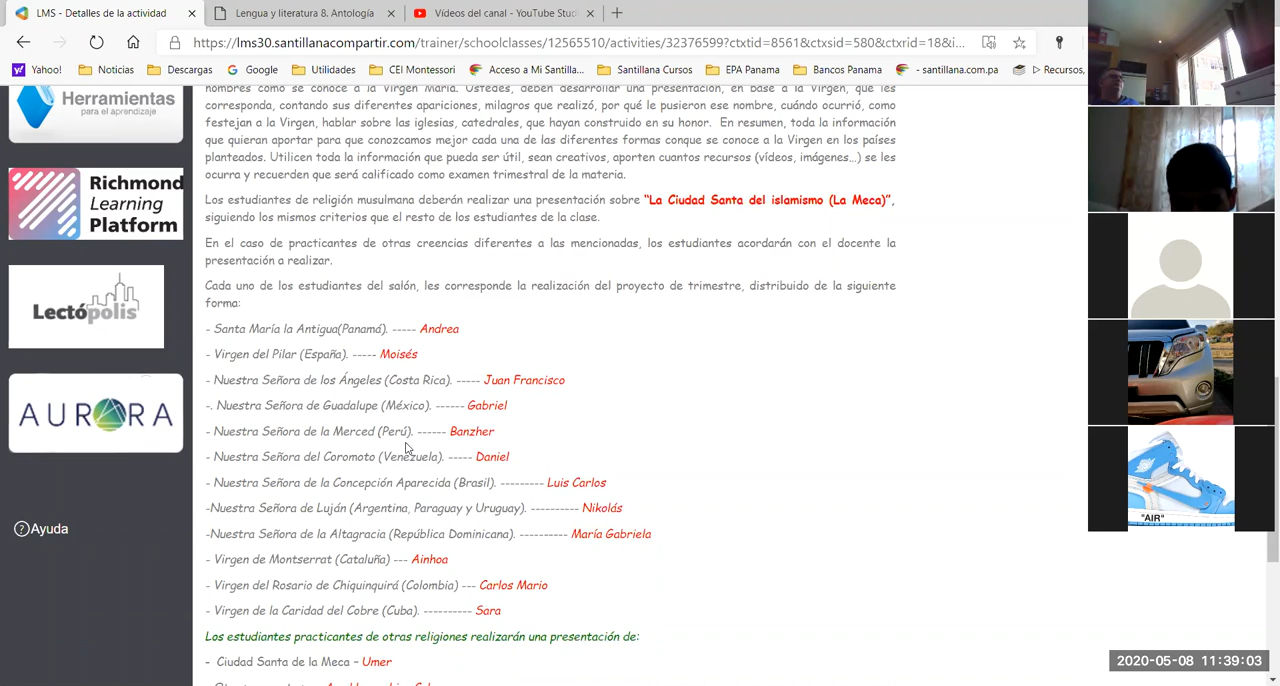 LMS - Detalles de la actividad
Lengua y literatura 8. Antología
Vídeos del canal - YouTube Stu
https://lms30.santillanacompartir.com/trainer/schoolclasses/12565510/activities/32376599?ctxtid=8561&ctxsid=580&ctxrid=18&i...
Yahoo! Noticias Descargas Google Utilidades CEI Montessori Acceso a Mi Santilla... Santillana Cursos EPA Panama Bancos Panama - santillana.com.pa Recursos,
Herramientas
para el aprendizaje
Richmond
Learning
Platform
Lectópolis
AURORA
Ayuda
nombres como se conoce a la Virgen María. Ustedes, deben desarrollar una presentación, en base a la Virgen, que les
corresponda, contando sus diferentes apariciones, milagros que realizó, por qué le pusieron ese nombre, cuándo ocurrió, como
festejan a la Virgen, hablar sobre las iglesias, catedrales, que hayan construido en su honor. En resumen, toda la información
que quieran aportar para que conozcamos mejor cada una de las diferentes formas conque se conoce a la Virgen en los países
planteados. Utilicen toda la información que pueda ser útil, sean creativos, aporten cuantos recursos (vídeos, imágenes...) se les
ocurra y recuerden que será calificado como examen trimestral de la materia.
Los estudiantes de religión musulmana deberán realizar una presentación sobre "La Ciudad Santa del islamismo (La Meca)",
siguiendo los mismos criterios que el resto de los estudiantes de la clase.
En el caso de practicantes de otras creencias diferentes a las mencionadas, los estudiantes acordarán con el docente la
presentación a realizar.
Cada uno de los estudiantes del salón, les corresponde la realización del proyecto de trimestre, distribuido de la siguiente
forma:
- Santa María la Antigua(Panamá). ----- Andrea
- Virgen del Pilar (España). ----- Moisés
- Nuestra Señora de los Ángeles (Costa Rica). ----- Juan Francisco
-. Nuestra Señora de Guadalupe (México). ------ Gabriel
- Nuestra Señora de la Merced (Perú). ------ Banzher
- Nuestra Señora del Coromoto (Venezuela). ----- Daniel
- Nuestra Señora de la Concepción Aparecida (Brasil). --------- Luis Carlos
-Nuestra Señora de Luján (Argentina, Paraguay y Uruguay). ---------- Nikolás
-Nuestra Señora de la Altagracia (República Dominicana). ---------- María Gabriela
- Virgen de Montserrat (Cataluña) --- Ainhoa
- Virgen del Rosario de Chiquinquirá (Colombia) --- Carlos Mario
- Virgen de la Caridad del Cobre (Cuba). ---------- Sara
Los estudiantes practicantes de otras religiones realizarán una presentación de:
- Ciudad Santa de la Meca – Umer
"AIR"
2020-05-08 11:39:03